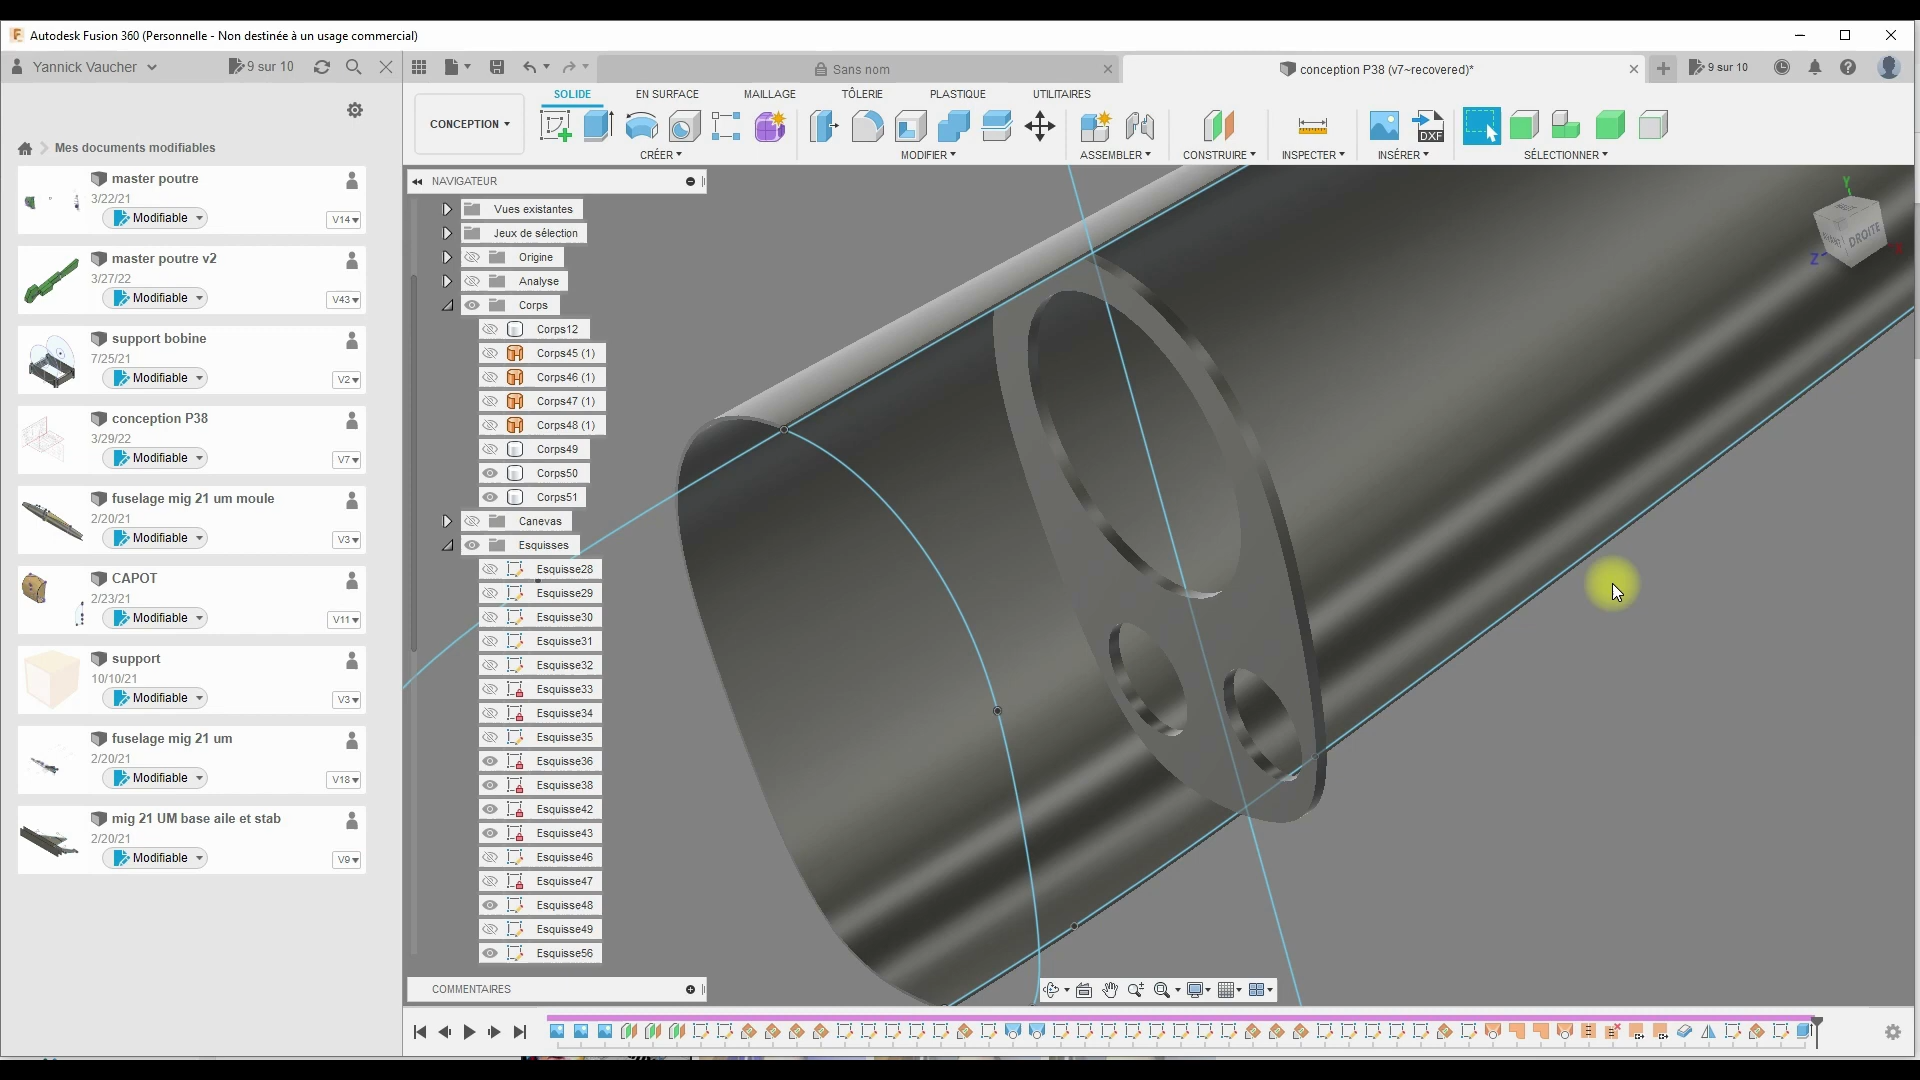 Autodesk Fusion 360 (Personnelle - Non destinée à un usage commercial)
Yannick Vaucher
9 sur 10
Sans nom
conception P38 (v7~recovered)*
9 sur 10
SOLIDE
EN SURFACE
MAILLAGE
TÔLERIE
PLASTIQUE
UTILITAIRES
CONCEPTION
CRÉER
MODIFIER
ASSEMBLER
CONSTRUIRE
INSPECTER
INSÉRER
SÉLECTIONNER
DXF
Mes documents modifiables
master poutre
3/22/21
Modifiable
V14
master poutre v2
3/27/22
Modifiable
V43
support bobine
7/25/21
Modifiable
V2
conception P38
3/29/22
Modifiable
V7
fuselage mig 21 um moule
2/20/21
Modifiable
V3
CAPOT
2/23/21
Modifiable
V11
support
10/10/21
Modifiable
V3
fuselage mig 21 um
2/20/21
Modifiable
V18
mig 21 UM base aile et stab
2/20/21
Modifiable
V9
NAVIGATEUR
Vues existantes
Jeux de sélection
Origine
Analyse
Corps
Corps12
Corps45 (1)
Corps46 (1)
Corps47 (1)
Corps48 (1)
Corps49
Corps50
Corps51
Canevas
Esquisses
Esquisse28
Esquisse29
Esquisse30
Esquisse31
Esquisse32
Esquisse33
Esquisse34
Esquisse35
Esquisse36
Esquisse38
Esquisse42
Esquisse43
Esquisse46
Esquisse47
Esquisse48
Esquisse49
Esquisse56
COMMENTAIRES
Y
Z
DROITE